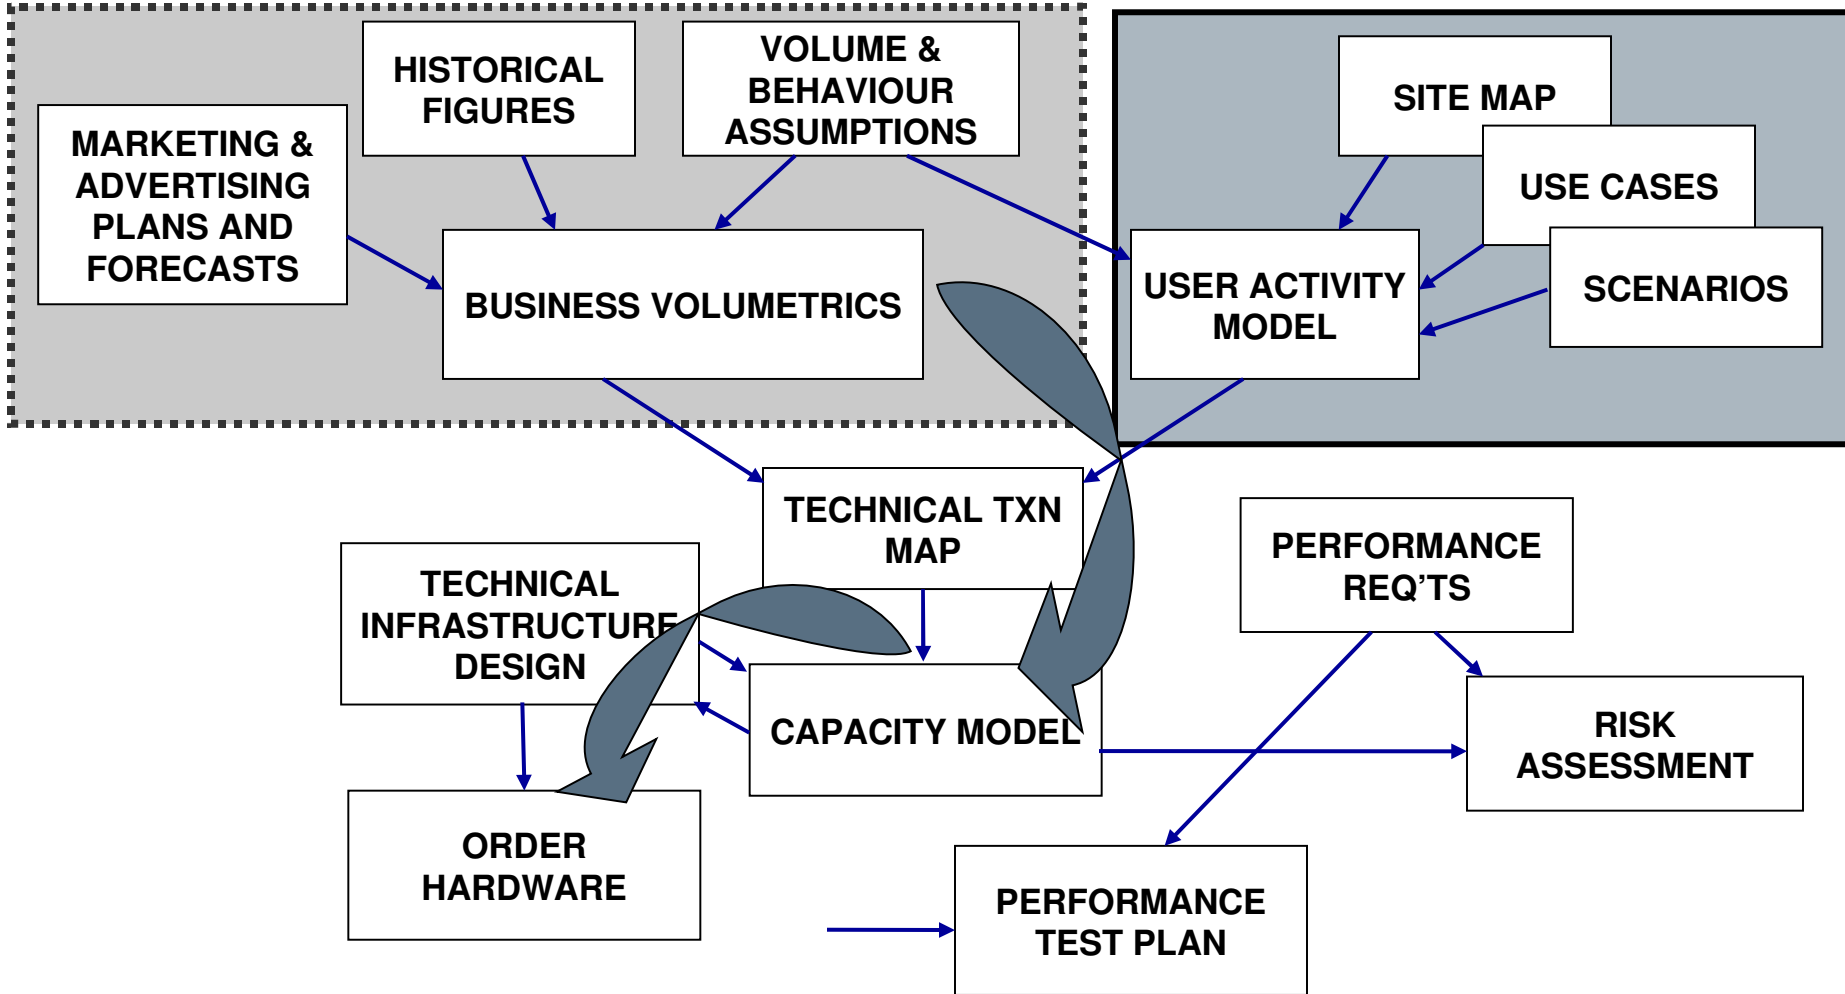 HISTORICAL
FIGURES
VOLUME &
BEHAVIOUR
ASSUMPTIONS
SITE MAP
MARKETING &
ADVERTISING
PLANS AND
FORECASTS
USE CASES
BUSINESS VOLUMETRICS
USER ACTIVITY
MODEL
SCENARIOS
TECHNICAL TXN
MAP
PERFORMANCE
REQ'TS
TECHNICAL
INFRASTRUCTURE
DESIGN
CAPACITY MODEL
RISK
ASSESSMENT
ORDER
HARDWARE
PERFORMANCE
TEST PLAN